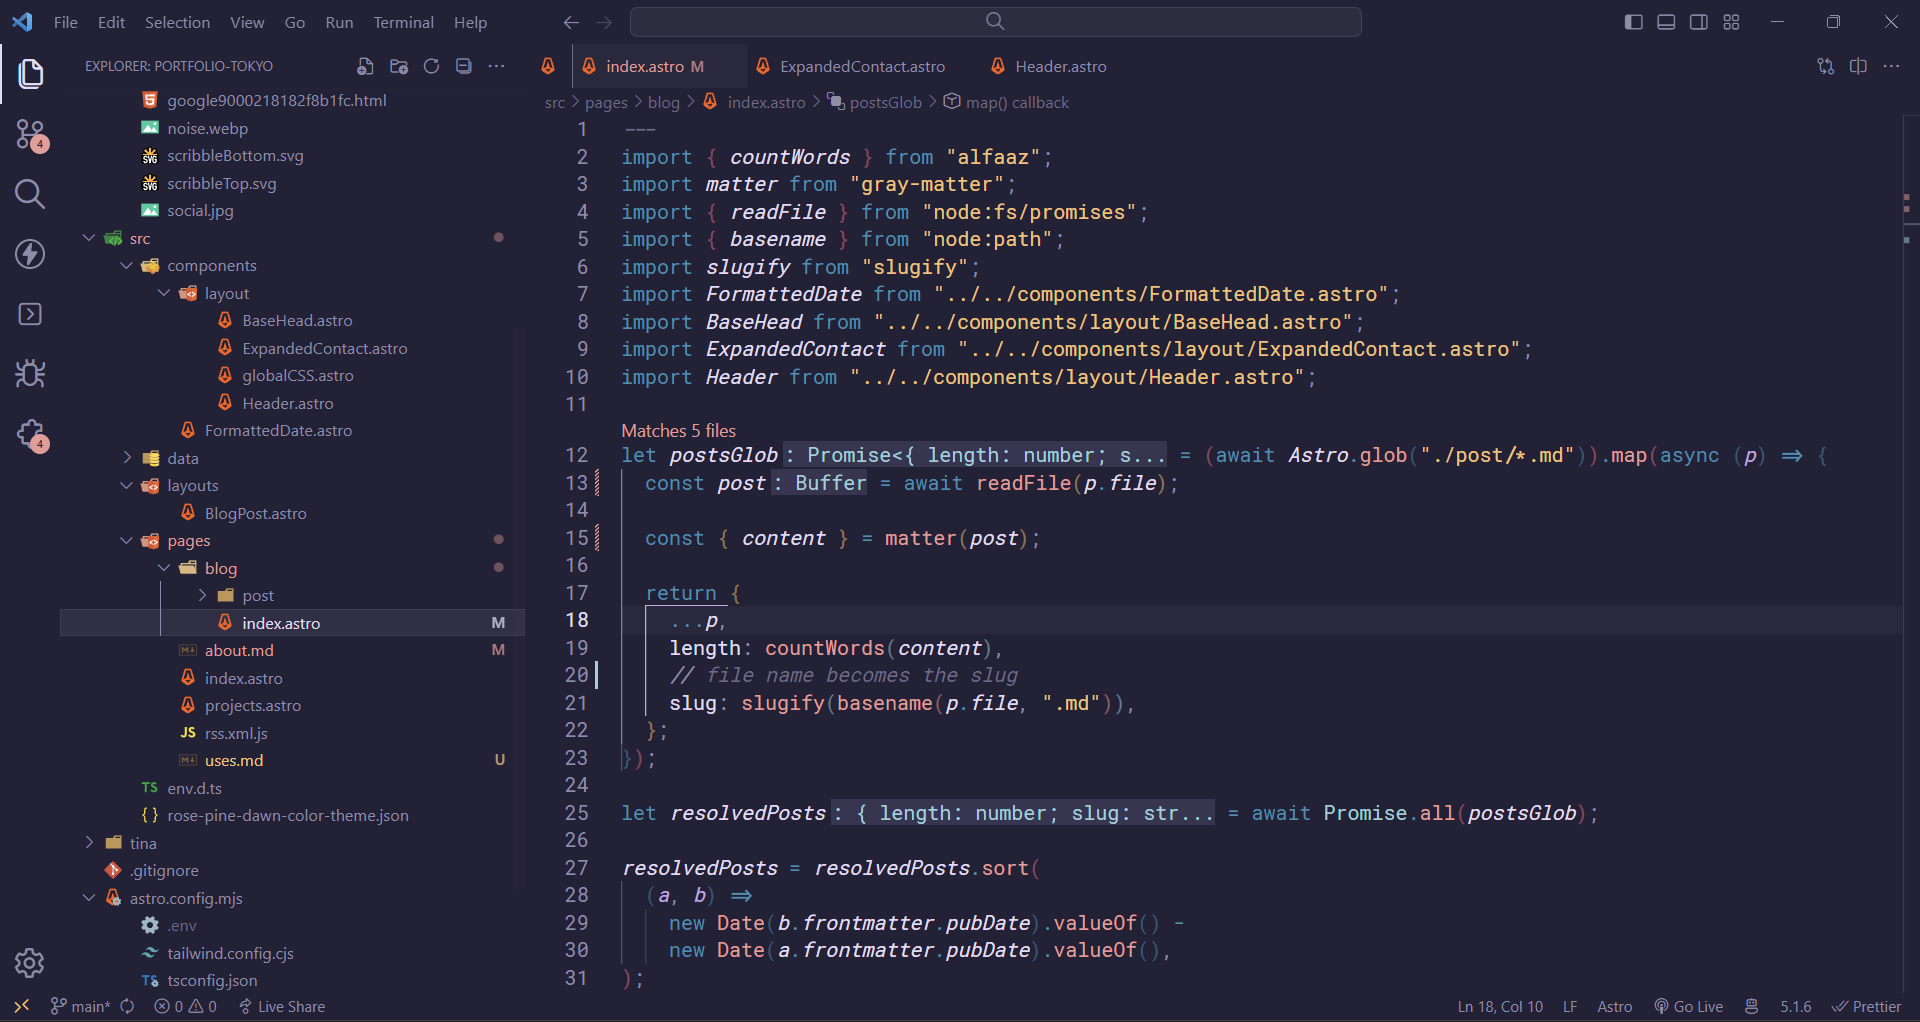 File Edit Selection View Go Run Terminal Help
EXPLORER: PORTFOLIO-TOKYO
google9000218182f8b1fc.html
noise.webp
scribbleBottom.svg
scribbleTop.svg
social.jpg
src
components
layout
BaseHead.astro
ExpandedContact.astro
globalCSS.astro
Header.astro
FormattedDate.astro
data
layouts
BlogPost.astro
pages
blog
post
index.astro M
about.md M
index.astro
projects.astro
JS rss.xml.js
uses.md U
TS env.d.ts
{} rose-pine-dawn-color-theme.json
tina
.gitignore
astro.config.mjs
.env
tailwind.config.cjs
TS tsconfig.json
4
4
index.astro M ExpandedContact.astro Header.astro
src > pages > blog > index.astro > postsGlob > map() callback
1 ---
2 import { countWords } from "alfaaz";
3 import matter from "gray-matter";
4 import { readFile } from "node:fs/promises";
5 import { basename } from "node:path";
6 import slugify from "slugify";
7 import FormattedDate from "../../components/FormattedDate.astro";
8 import BaseHead from "../../components/layout/BaseHead.astro";
9 import ExpandedContact from "../../components/layout/ExpandedContact.astro";
10 import Header from "../../components/layout/Header.astro";
11
Matches 5 files
12 let postsGlob: Promise<{ length: number; s... = (await Astro.glob("./post/*.md")).map(async (p) => {
13 const post: Buffer = await readFile(p.file);
14
15 const { content } = matter(post);
16
17 return {
18 ...p,
19 length: countWords(content),
20 // file name becomes the slug
21 slug: slugify(basename(p.file, ".md")),
22 };
23 });
24
25 let resolvedPosts: { length: number; slug: str... = await Promise.all(postsGlob);
26
27 resolvedPosts = resolvedPosts.sort(
28 (a, b) =>
29 new Date(b.frontmatter.pubDate).valueOf() -
30 new Date(a.frontmatter.pubDate).valueOf(),
31 );
main* 0 0 Live Share Ln 18, Col 10 LF Astro Go Live 5.1.6 Prettier